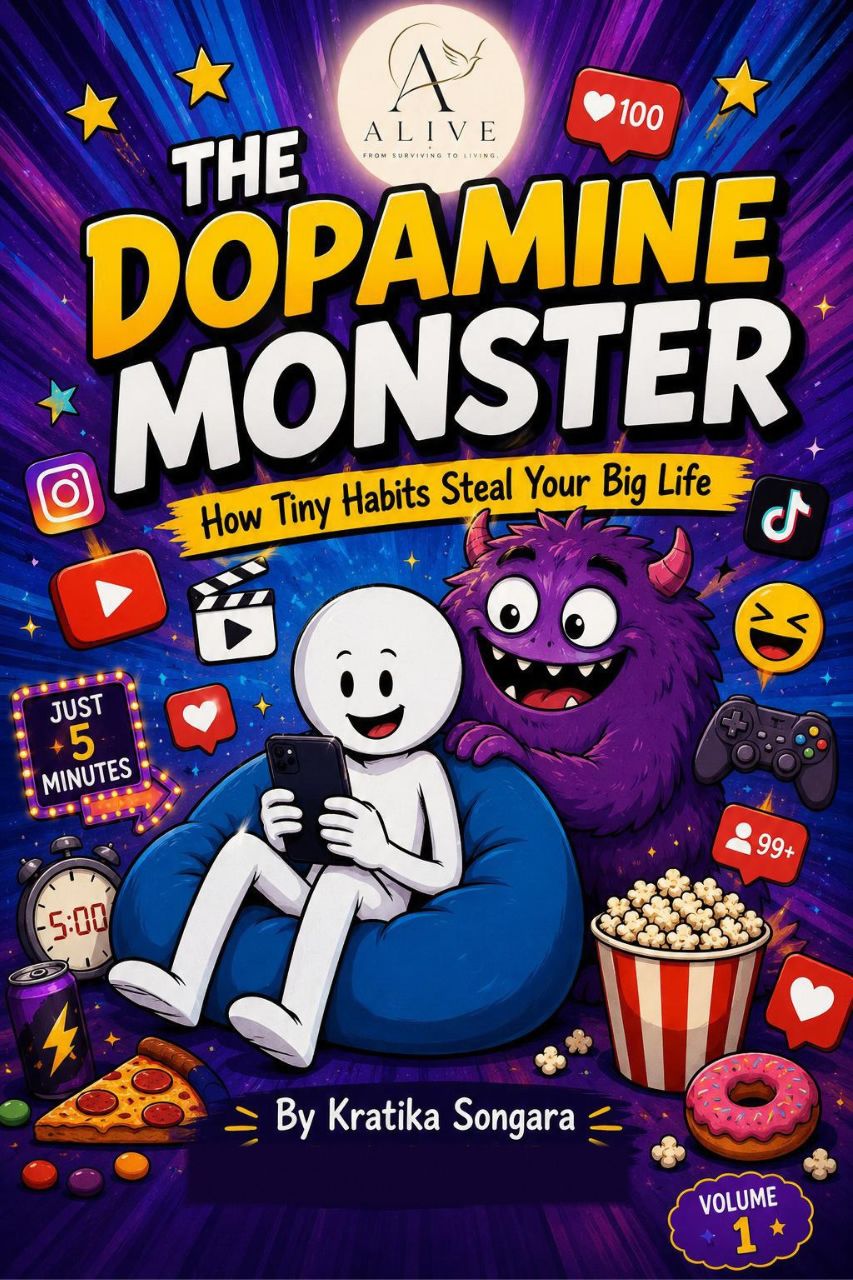 A
ALIVE
FROM SURVIVING TO LIVING.
100
THE
DOPAMINE
MONSTER
How Tiny Habits Steal Your Big Life
JUST
5
MINUTES
5:00
99+
By Kratika Songara
VOLUME
1